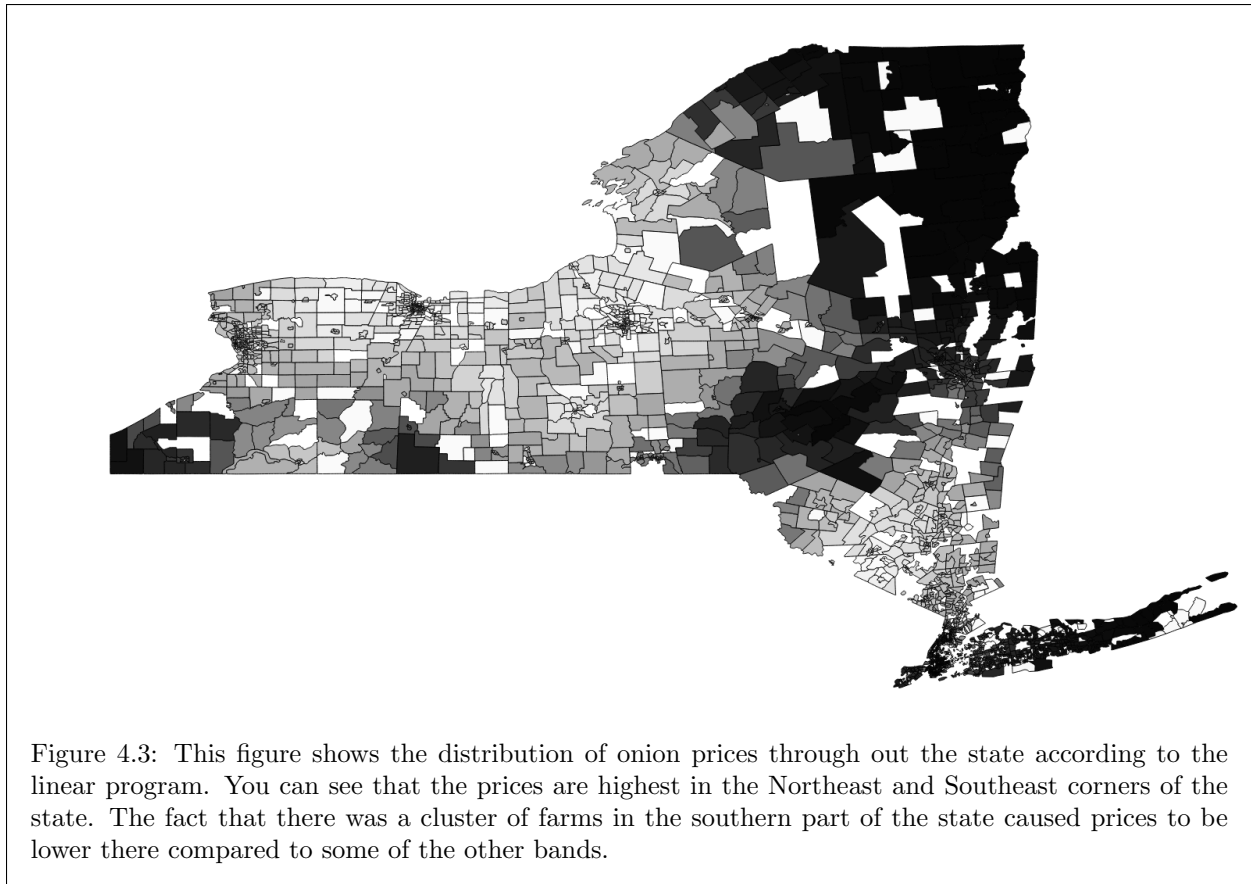 Figure 4.3: This figure shows the distribution of onion prices through out the state according to the
linear program. You can see that the prices are highest in the Northeast and Southeast corners of the
state. The fact that there was a cluster of farms in the southern part of the state caused prices to be
lower there compared to some of the other bands.